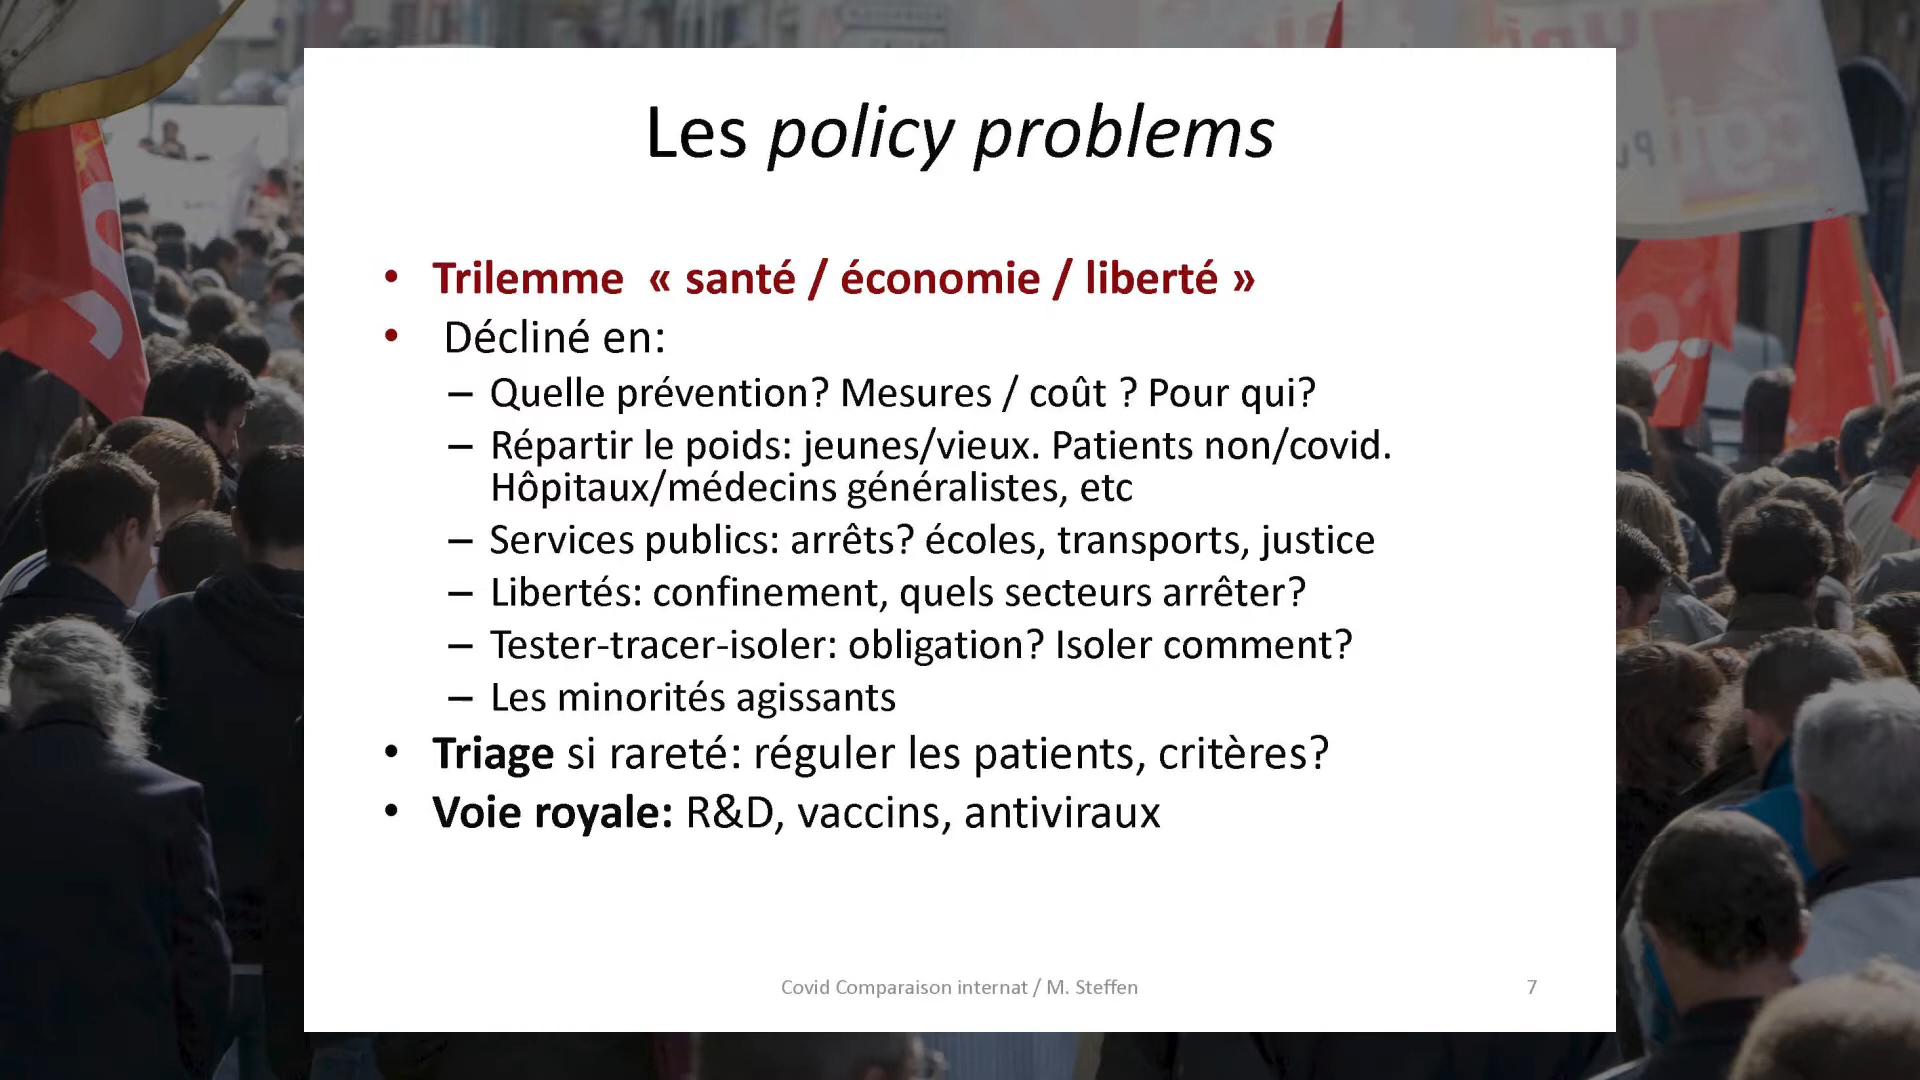 Les policy problems
• Trilemme « santé / économie / liberté »
• Décliné en:
– Quelle prévention? Mesures / coût ? Pour qui?
– Répartir le poids: jeunes/vieux. Patients non/covid.
Hôpitaux/médecins généralistes, etc
– Services publics: arrêts? écoles, transports, justice
– Libertés: confinement, quels secteurs arrêter?
– Tester-tracer-isoler: obligation? Isoler comment?
– Les minorités agissants
• Triage si rareté: réguler les patients, critères?
• Voie royale: R&D, vaccins, antiviraux
Covid Comparaison internat / M. Steffen
7